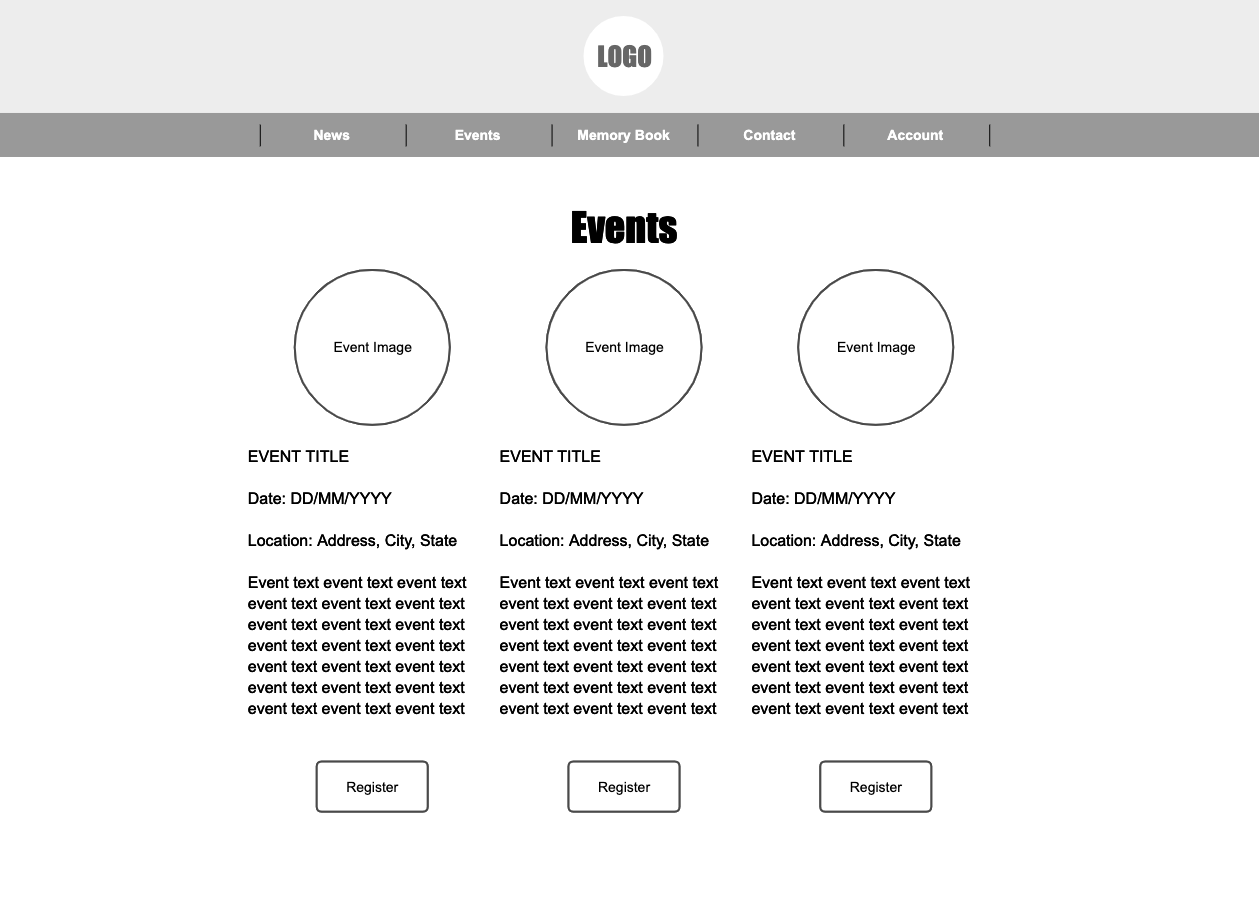 LOGO
News
Events
Memory Book
Contact
Account
Events
Event Image
Event Image
Event Image
EVENT TITLE
Date: DD/MM/YYYY
Location: Address, City, State
Event text event text event text
event text event text event text
event text event text event text
event text event text event text
event text event text event text
event text event text event text
event text event text event text
EVENT TITLE
Date: DD/MM/YYYY
Location: Address, City, State
Event text event text event text
event text event text event text
event text event text event text
event text event text event text
event text event text event text
event text event text event text
event text event text event text
EVENT TITLE
Date: DD/MM/YYYY
Location: Address, City, State
Event text event text event text
event text event text event text
event text event text event text
event text event text event text
event text event text event text
event text event text event text
event text event text event text
Register
Register
Register